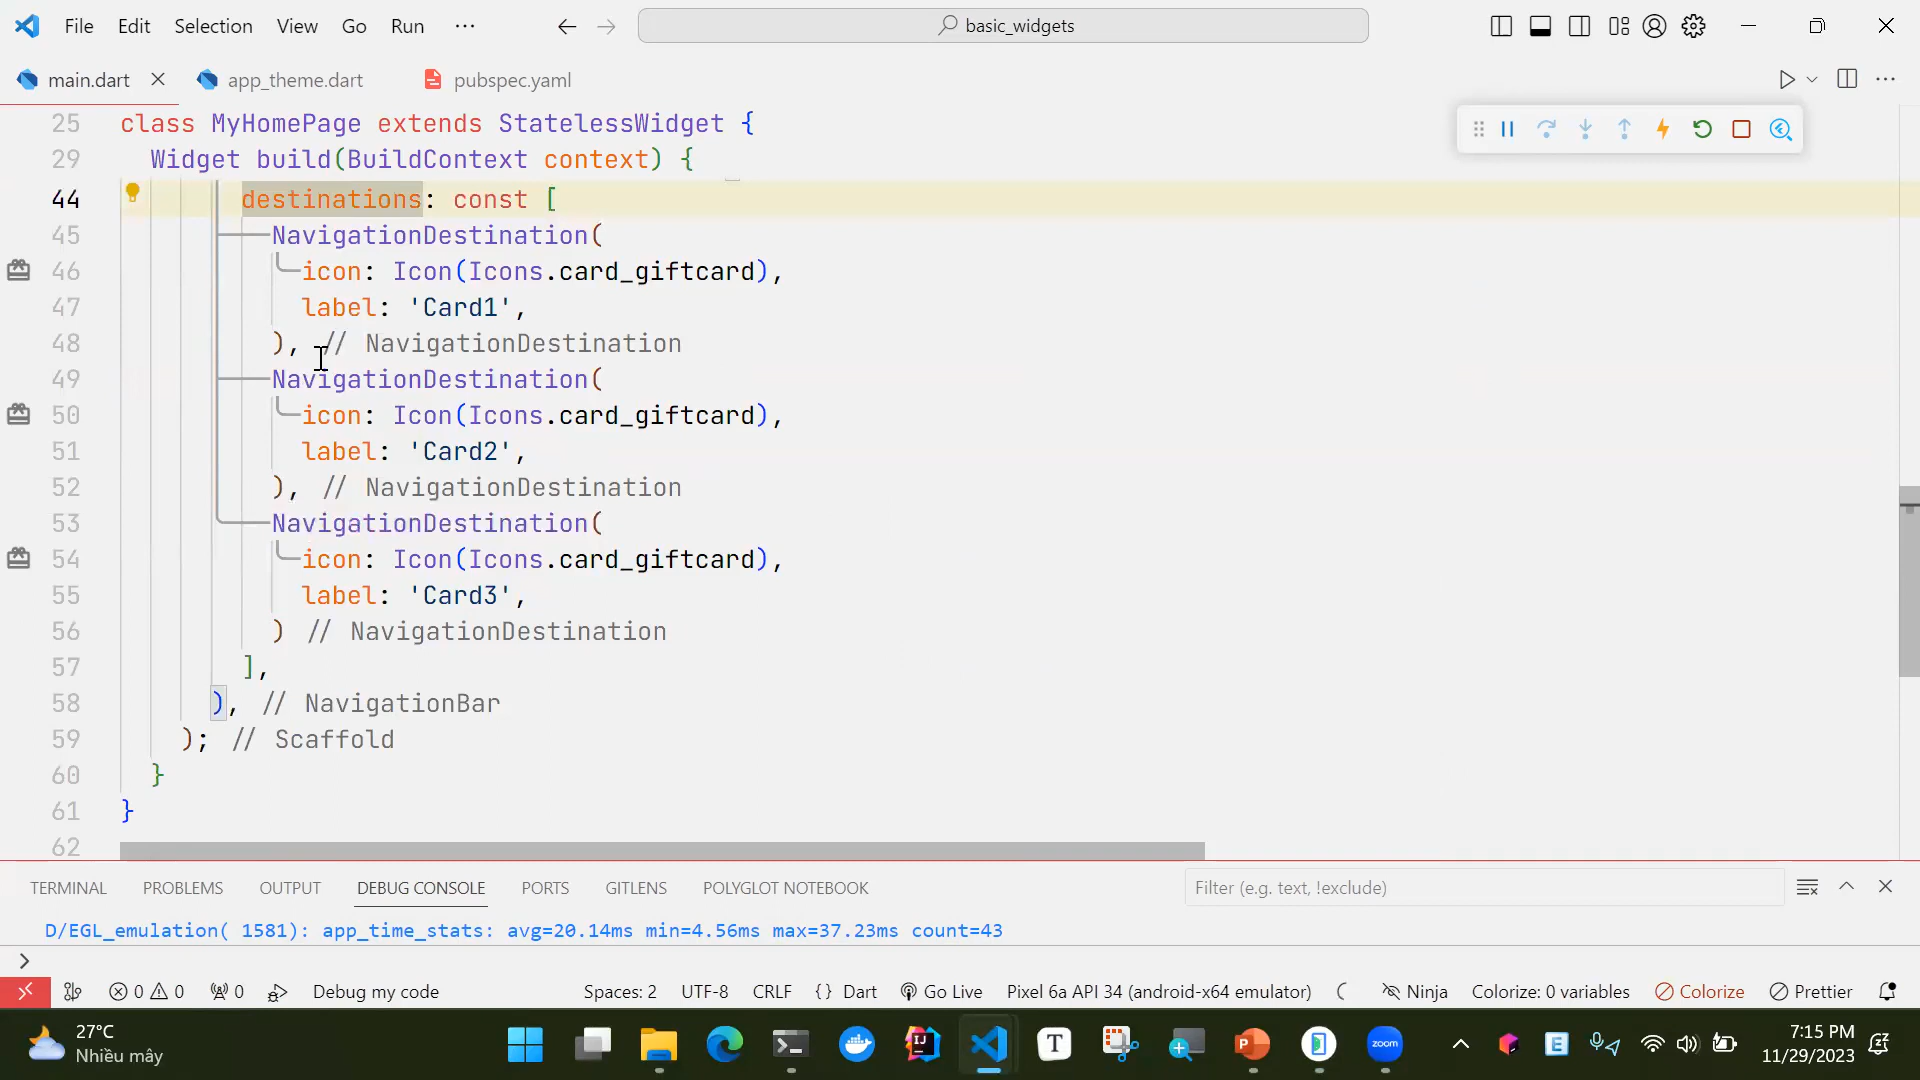 File Edit Selection View Go Run ··· basic_widgets
main.dart app_theme.dart pubspec.yaml
25 class MyHomePage extends StatelessWidget {
29 Widget build(BuildContext context) {
44 destinations: const [
45 NavigationDestination(
46 icon: Icon(Icons.card_giftcard),
47 label: 'Card1',
48 ), // NavigationDestination
49 NavigationDestination(
50 icon: Icon(Icons.card_giftcard),
51 label: 'Card2',
52 ), // NavigationDestination
53 NavigationDestination(
54 icon: Icon(Icons.card_giftcard),
55 label: 'Card3',
56 ) // NavigationDestination
57 ],
58 ), // NavigationBar
59 ); // Scaffold
60 }
61 }
62
TERMINAL PROBLEMS OUTPUT DEBUG CONSOLE PORTS GITLENS POLYGLOT NOTEBOOK Filter (e.g. text, !exclude)
D/EGL_emulation( 1581): app_time_stats: avg=20.14ms min=4.56ms max=37.23ms count=43
>
0 0 0 Debug my code Spaces: 2 UTF-8 CRLF {} Dart Go Live Pixel 6a API 34 (android-x64 emulator) Ninja Colorize: 0 variables Colorize Prettier
27°C
Nhiều mây
T
zoom
E
7:15 PM
11/29/2023